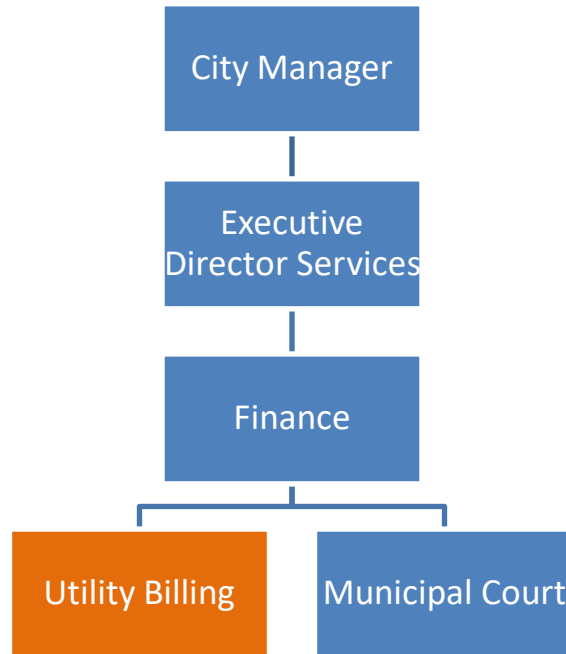 City Manager
Executive
Director Services
Finance
Utility Billing
Municipal Court